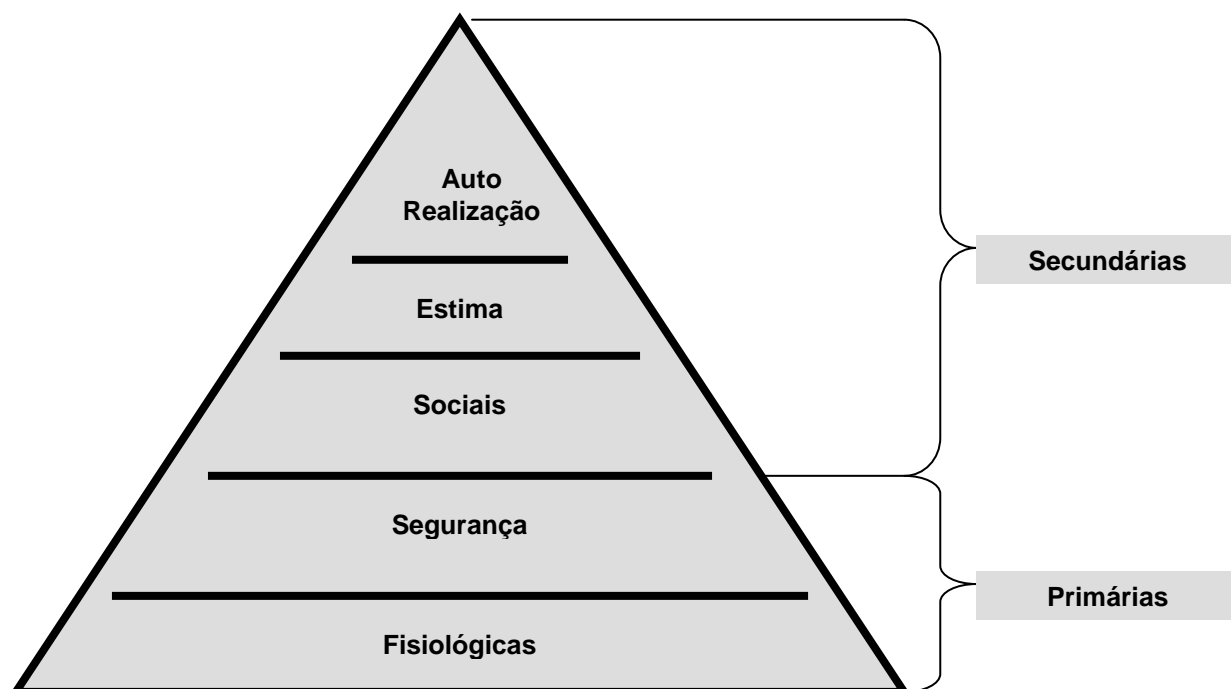 Auto
Realização
Secundárias
Estima
Sociais
Segurança
Primárias
Fisiológicas